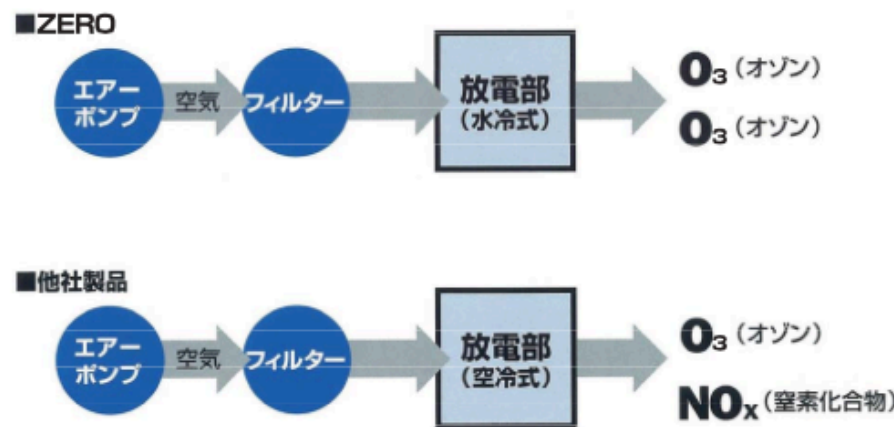 ■ZERO
エアー
ポンプ
空気
フィルター
放電部
(水冷式)
O₃(オゾン)
O₃(オゾン)
■他社製品
エアー
ポンプ
空気
フィルター
放電部
(空冷式)
O₃(オゾン)
NOx(窒素化合物)